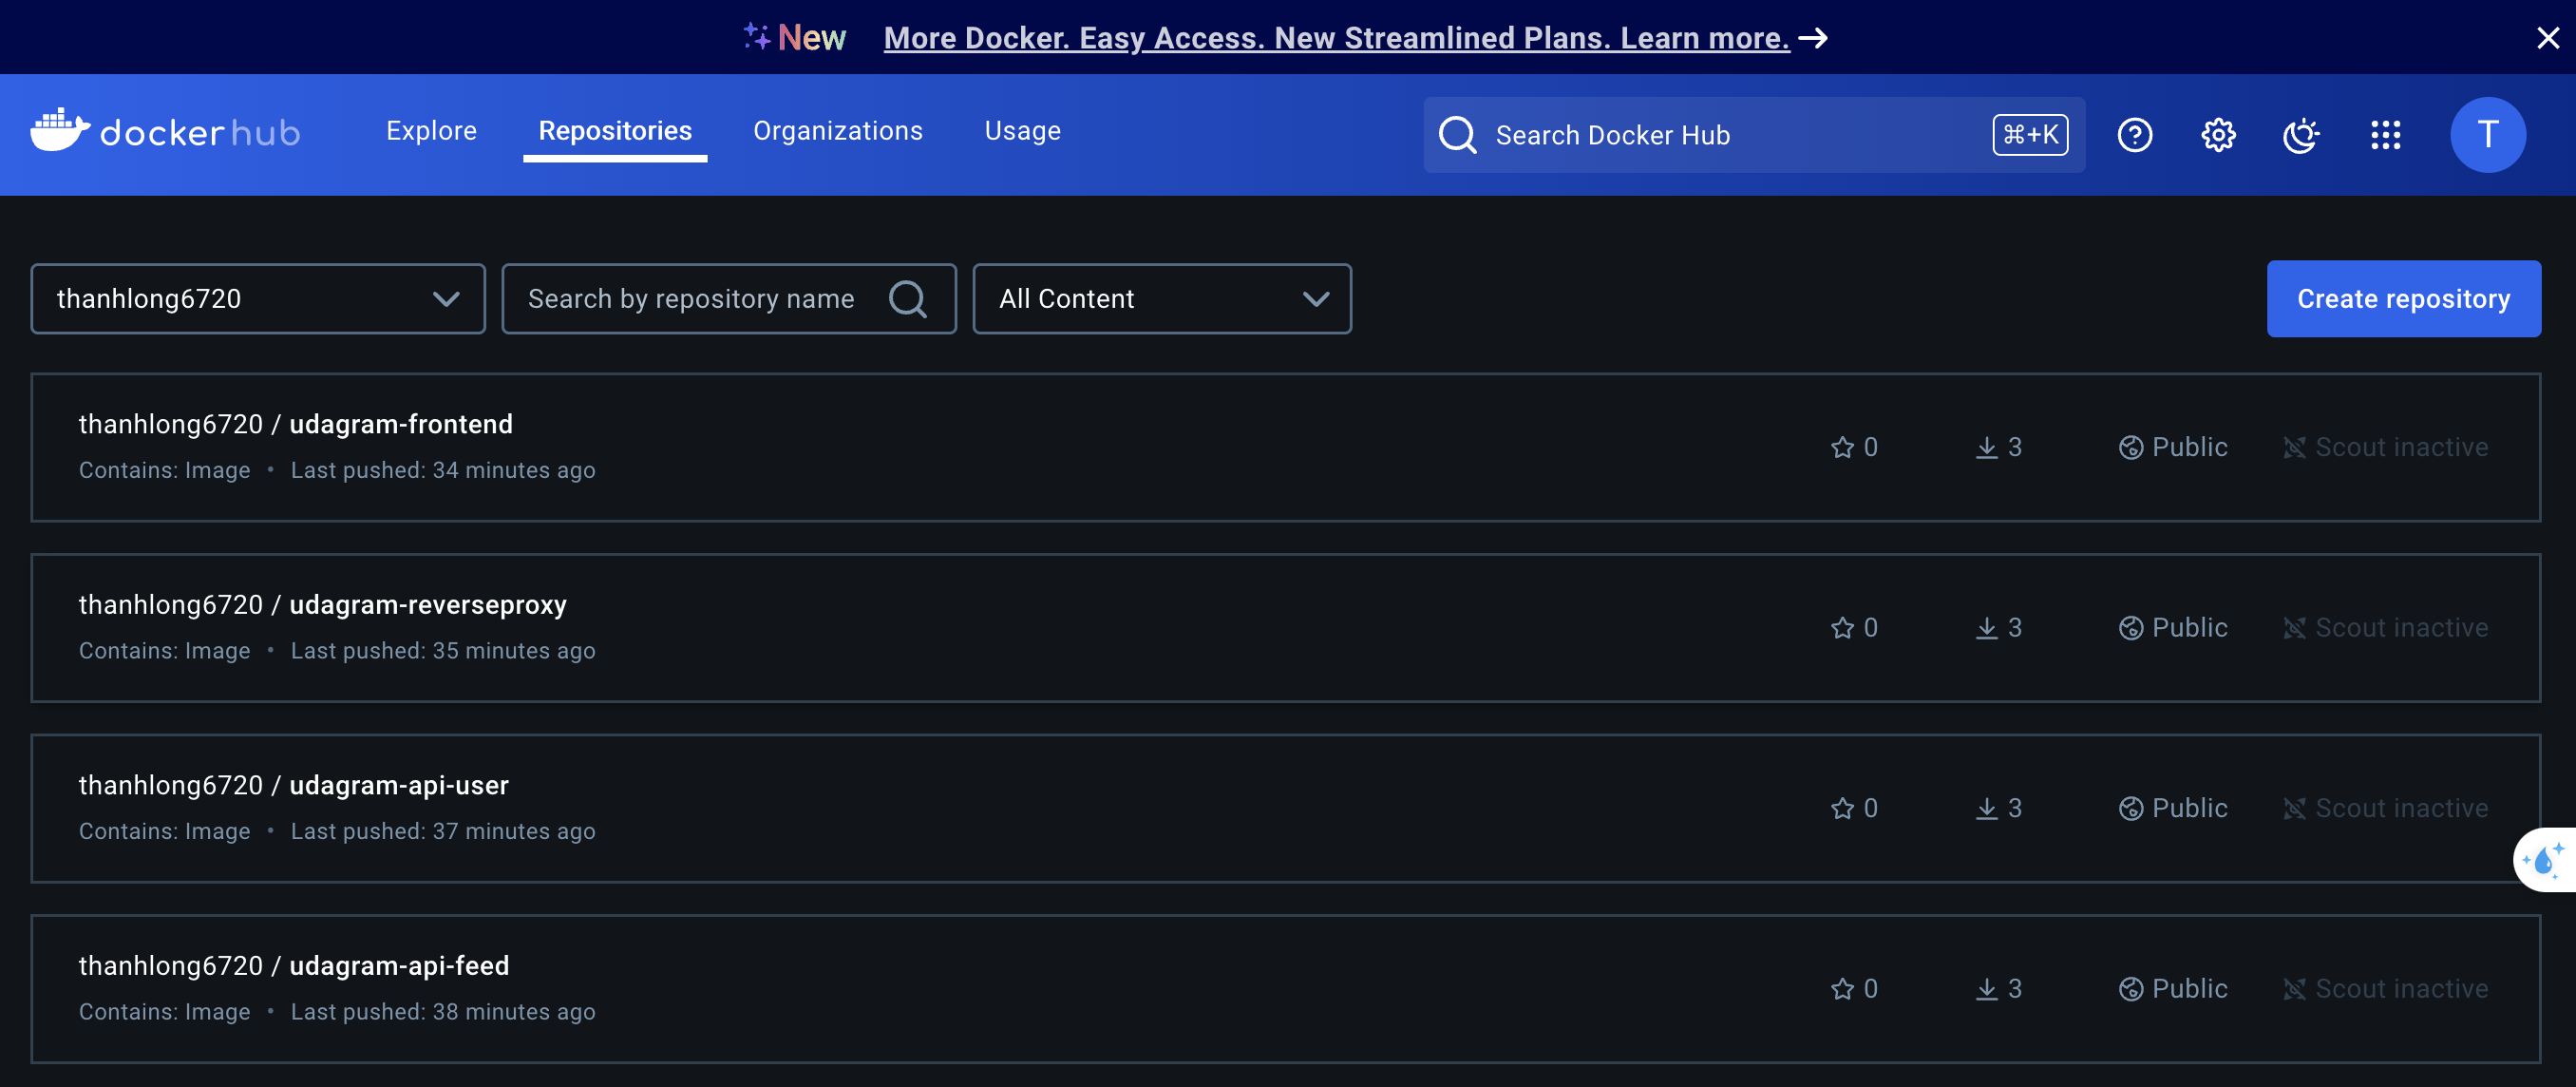 New More Docker. Easy Access. New Streamlined Plans. Learn more.
dockerhub Explore Repositories Organizations Usage Search Docker Hub ⌘+K T
thanhlong6720 Search by repository name All Content Create repository
thanhlong6720 / udagram-frontend
Contains: Image • Last pushed: 34 minutes ago
0 3 Public Scout inactive
thanhlong6720 / udagram-reverseproxy
Contains: Image • Last pushed: 35 minutes ago
0 3 Public Scout inactive
thanhlong6720 / udagram-api-user
Contains: Image • Last pushed: 37 minutes ago
0 3 Public Scout inactive
thanhlong6720 / udagram-api-feed
Contains: Image • Last pushed: 38 minutes ago
0 3 Public Scout inactive